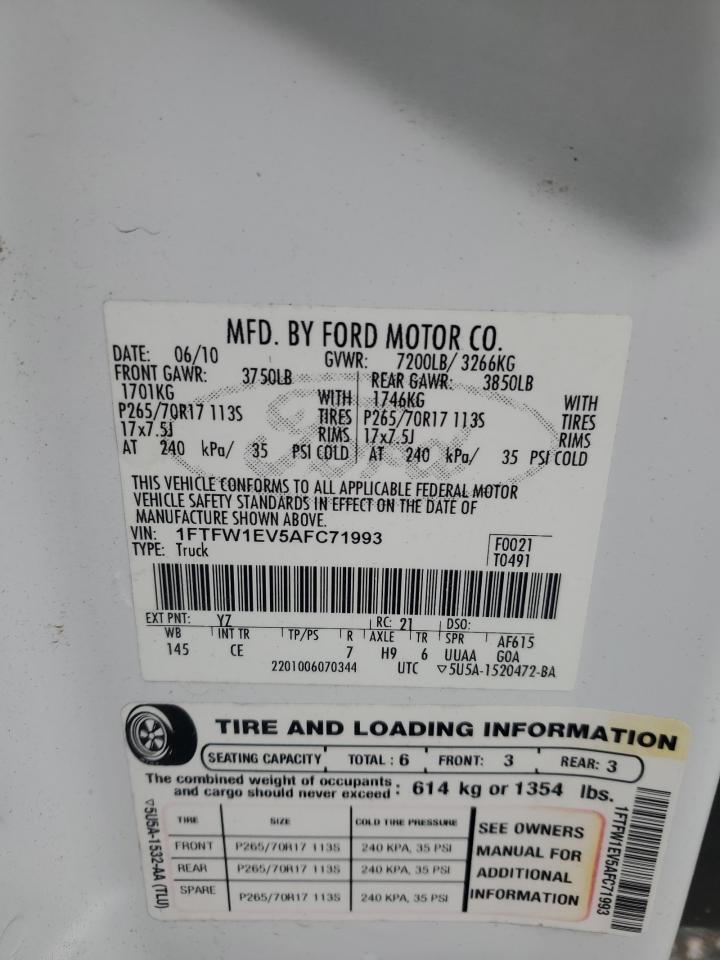 MFD. BY FORD MOTOR CO.
DATE: 06/10 GVWR: 7200LB/ 3266KG
FRONT GAWR: 3750LB REAR GAWR: 3850LB
1701KG WITH 1746KG WITH
P265/70R17 113S TIRES P265/70R17 113S TIRES
17x7.5J RIMS 17x7.5J RIMS
AT 240 kPa/ 35 PSI COLD AT 240 kPa/ 35 PSI COLD
Ford
THIS VEHICLE CONFORMS TO ALL APPLICABLE FEDERAL MOTOR
VEHICLE SAFETY STANDARDS IN EFFECT ON THE DATE OF
MANUFACTURE SHOWN ABOVE.
VIN: 1FTFW1EV5AFC71993
TYPE: Truck
F0021
T0491
EXT PNT: YZ RC: 21 DSO:
WB INT TR TP/PS R AXLE TR SPR AF615
145 CE 7 H9 6 UUAA GOA
2201006070344 UTC ▽5U5A-1520472-BA
TIRE AND LOADING INFORMATION
SEATING CAPACITY TOTAL: 6 FRONT: 3 REAR: 3
The combined weight of occupants
and cargo should never exceed : 614 kg or 1354 lbs.
TIRE SIZE COLD TIRE PRESSURE
FRONT P265/70R17 113S 240 KPA, 35 PSI
REAR P265/70R17 113S 240 KPA, 35 PSI
SPARE P265/70R17 113S 240 KPA, 35 PSI
SEE OWNERS
MANUAL FOR
ADDITIONAL
INFORMATION
▽5U5A-1532-AA (TLU)
1FTFW1EV5AFC71993